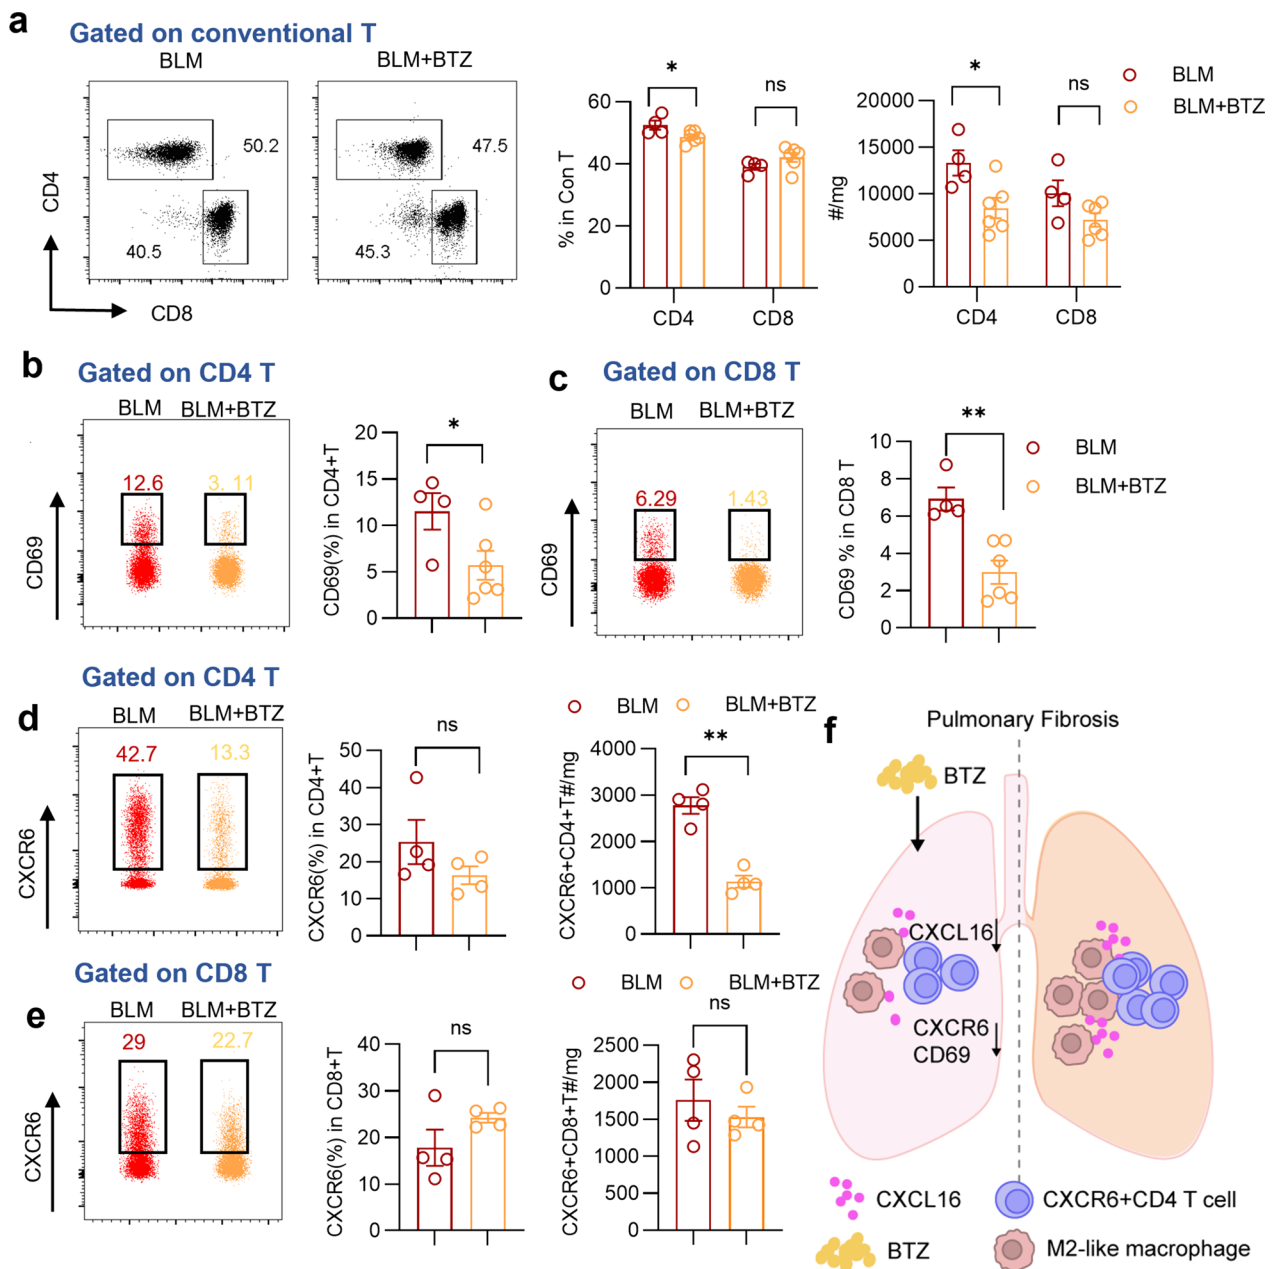 a
Gated on conventional T
BLM
BLM+BTZ
CD4
50.2
40.5
47.5
45.3
CD8
% in Con T
60
40
20
0
*
ns
CD4
CD8
#/mg
20000
15000
10000
5000
0
*
ns
CD4
CD8
BLM
BLM+BTZ
b
Gated on CD4 T
BLM
BLM+BTZ
12.6
3. 11
CD69
CD69(%) in CD4+T
20
15
10
5
0
*
c
Gated on CD8 T
BLM
BLM+BTZ
6.29
1.43
CD69
CD69 % in CD8 T
10
8
6
4
2
0
**
BLM
BLM+BTZ
d
Gated on CD4 T
BLM
BLM+BTZ
42.7
13.3
CXCR6
CXCR6(%) in CD4+T
50
40
30
20
10
0
ns
BLM
BLM+BTZ
CXCR6+CD4+T#/mg
4000
3000
2000
1000
0
**
e
Gated on CD8 T
BLM
BLM+BTZ
29
22.7
CXCR6
CXCR6(%) in CD8+T
40
30
20
10
0
ns
BLM
BLM+BTZ
CXCR6+CD8+T#/mg
2500
2000
1500
1000
500
0
ns
f
Pulmonary Fibrosis
BTZ
CXCL16
CXCR6
CD69
CXCL16
CXCR6+CD4 T cell
BTZ
M2-like macrophage